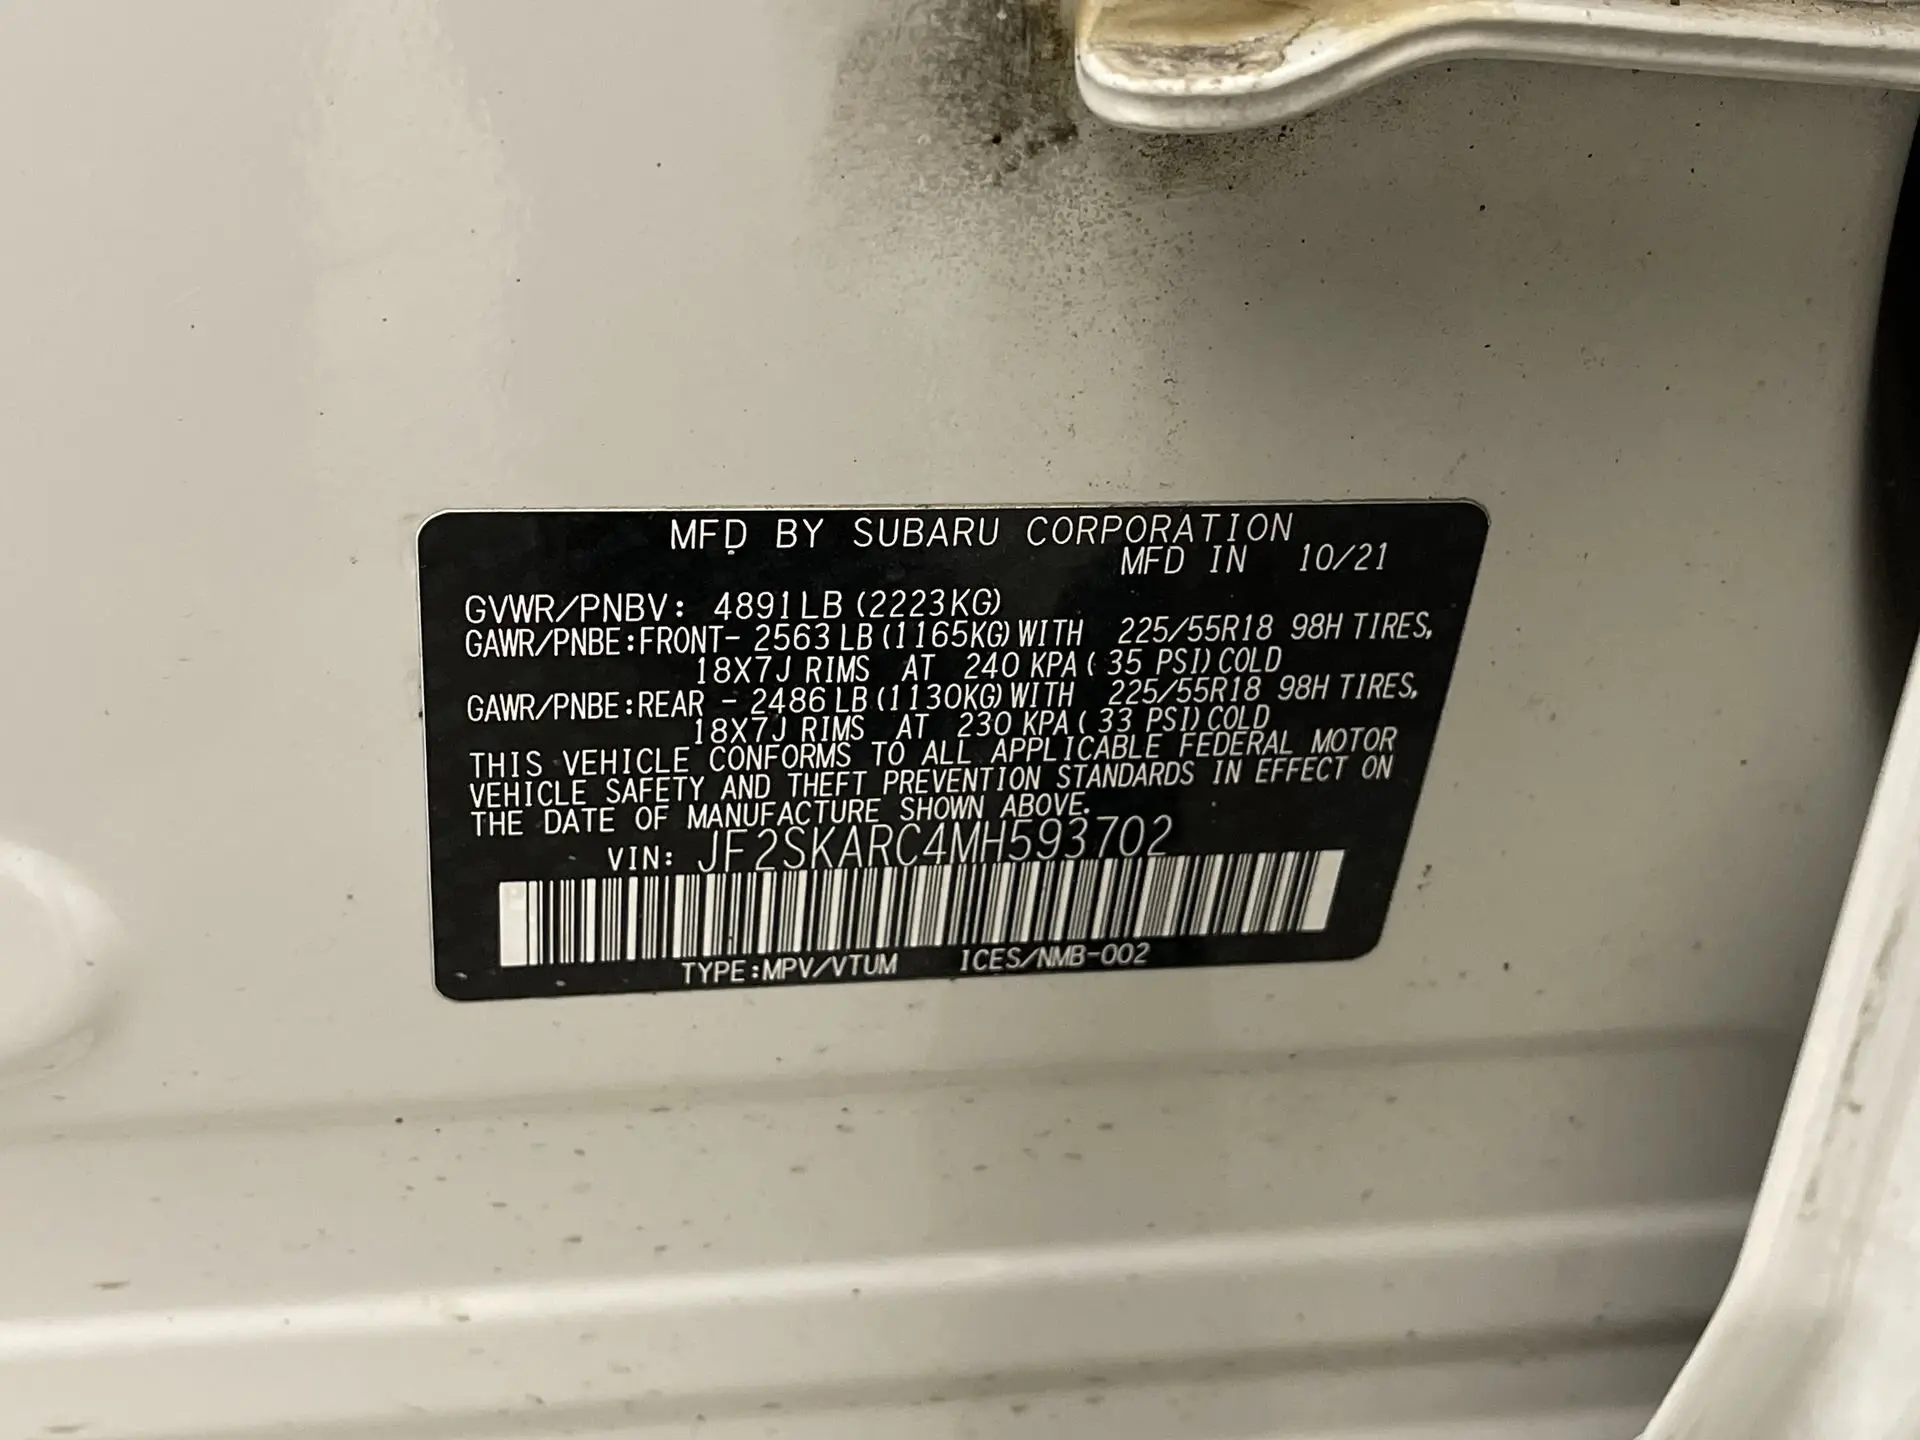 MFD BY SUBARU CORPORATION
MFD IN 10/21
GVWR/PNBV: 4891LB (2223KG)
GAWR/PNBE:FRONT- 2563 LB (1165KG) WITH 225/55R18 98H TIRES,
18X7J RIMS AT 240 KPA ( 35 PSI) COLD
GAWR/PNBE:REAR - 2486 LB (1130KG) WITH 225/55R18 98H TIRES,
18X7J RIMS AT 230 KPA ( 33 PSI) COLD
THIS VEHICLE CONFORMS TO ALL APPLICABLE FEDERAL MOTOR
VEHICLE SAFETY AND THEFT PREVENTION STANDARDS IN EFFECT ON
THE DATE OF MANUFACTURE SHOWN ABOVE.
VIN: JF2SKARC4MH593702
TYPE:MPV/VTUM ICES/NMB-002